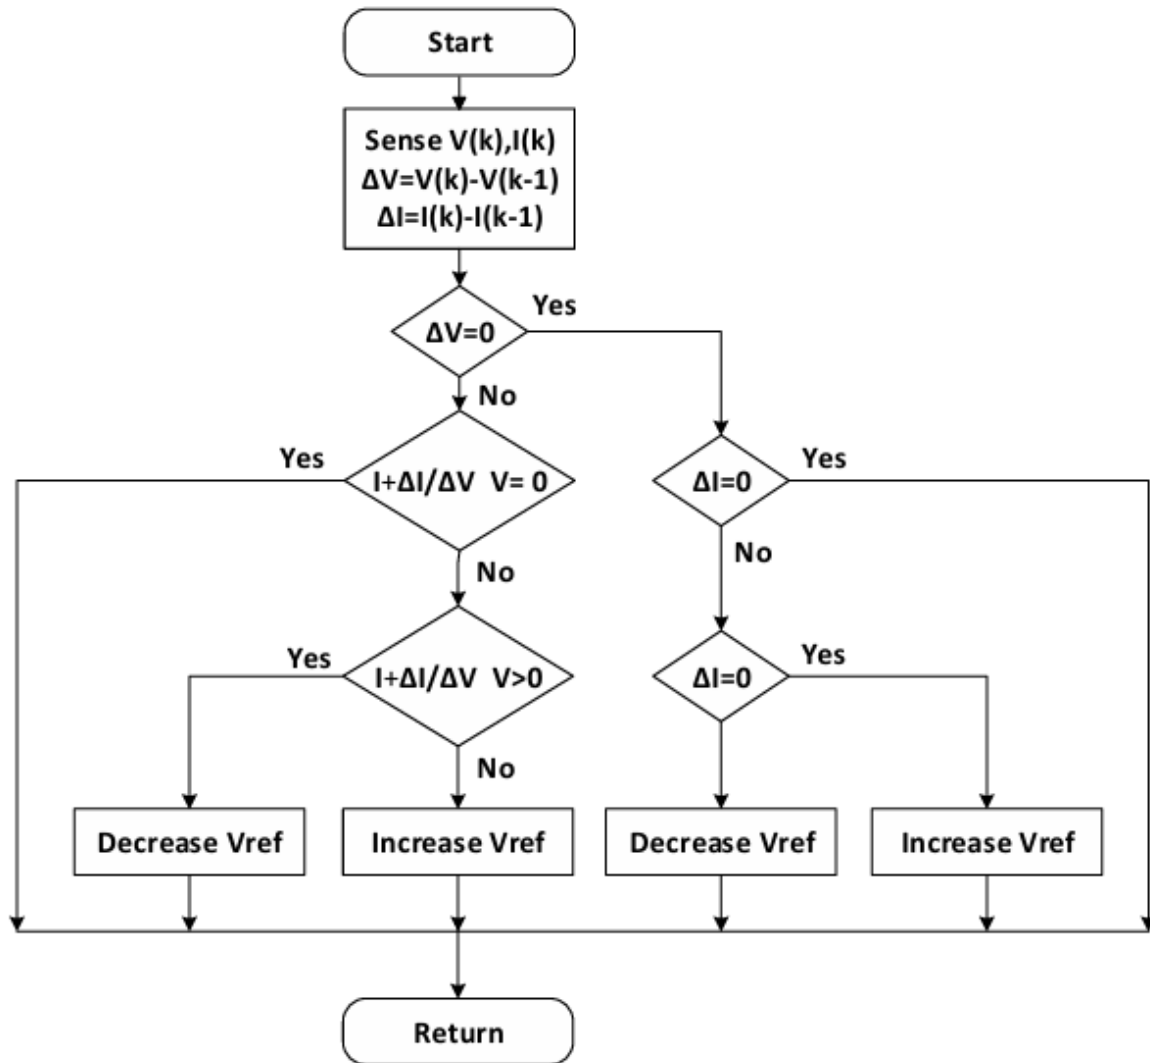 Start
Sense V(k),I(k)
ΔV=V(k)-V(k-1)
ΔI=I(k)-I(k-1)
ΔV=0
Yes
No
I+ΔI/ΔV  V= 0
Yes
No
ΔI=0
Yes
No
I+ΔI/ΔV  V>0
Yes
No
ΔI=0
Yes
Decrease Vref
Increase Vref
Decrease Vref
Increase Vref
Return